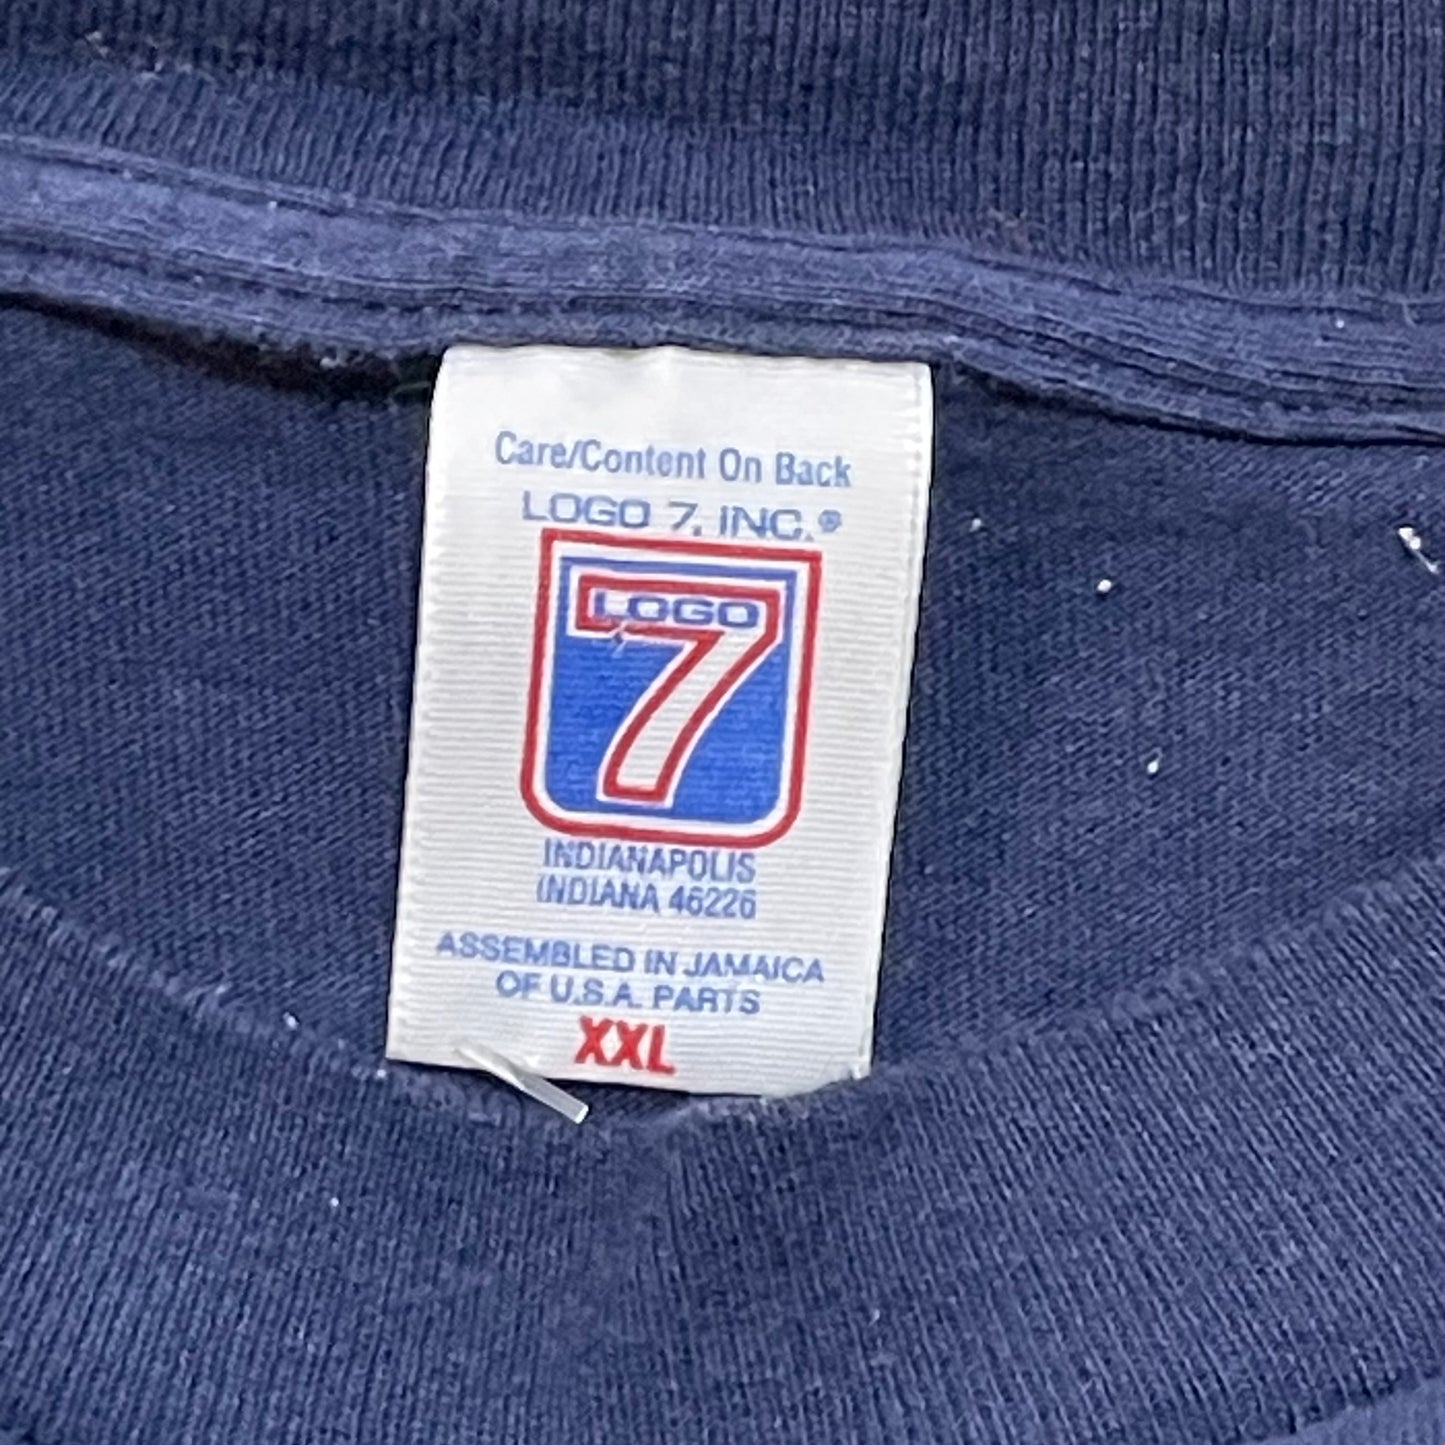 Care/Content On Back
LOGO 7, INC.®
LOGO
7
INDIANAPOLIS
INDIANA 46226
ASSEMBLED IN JAMAICA
OF U.S.A. PARTS
XXL